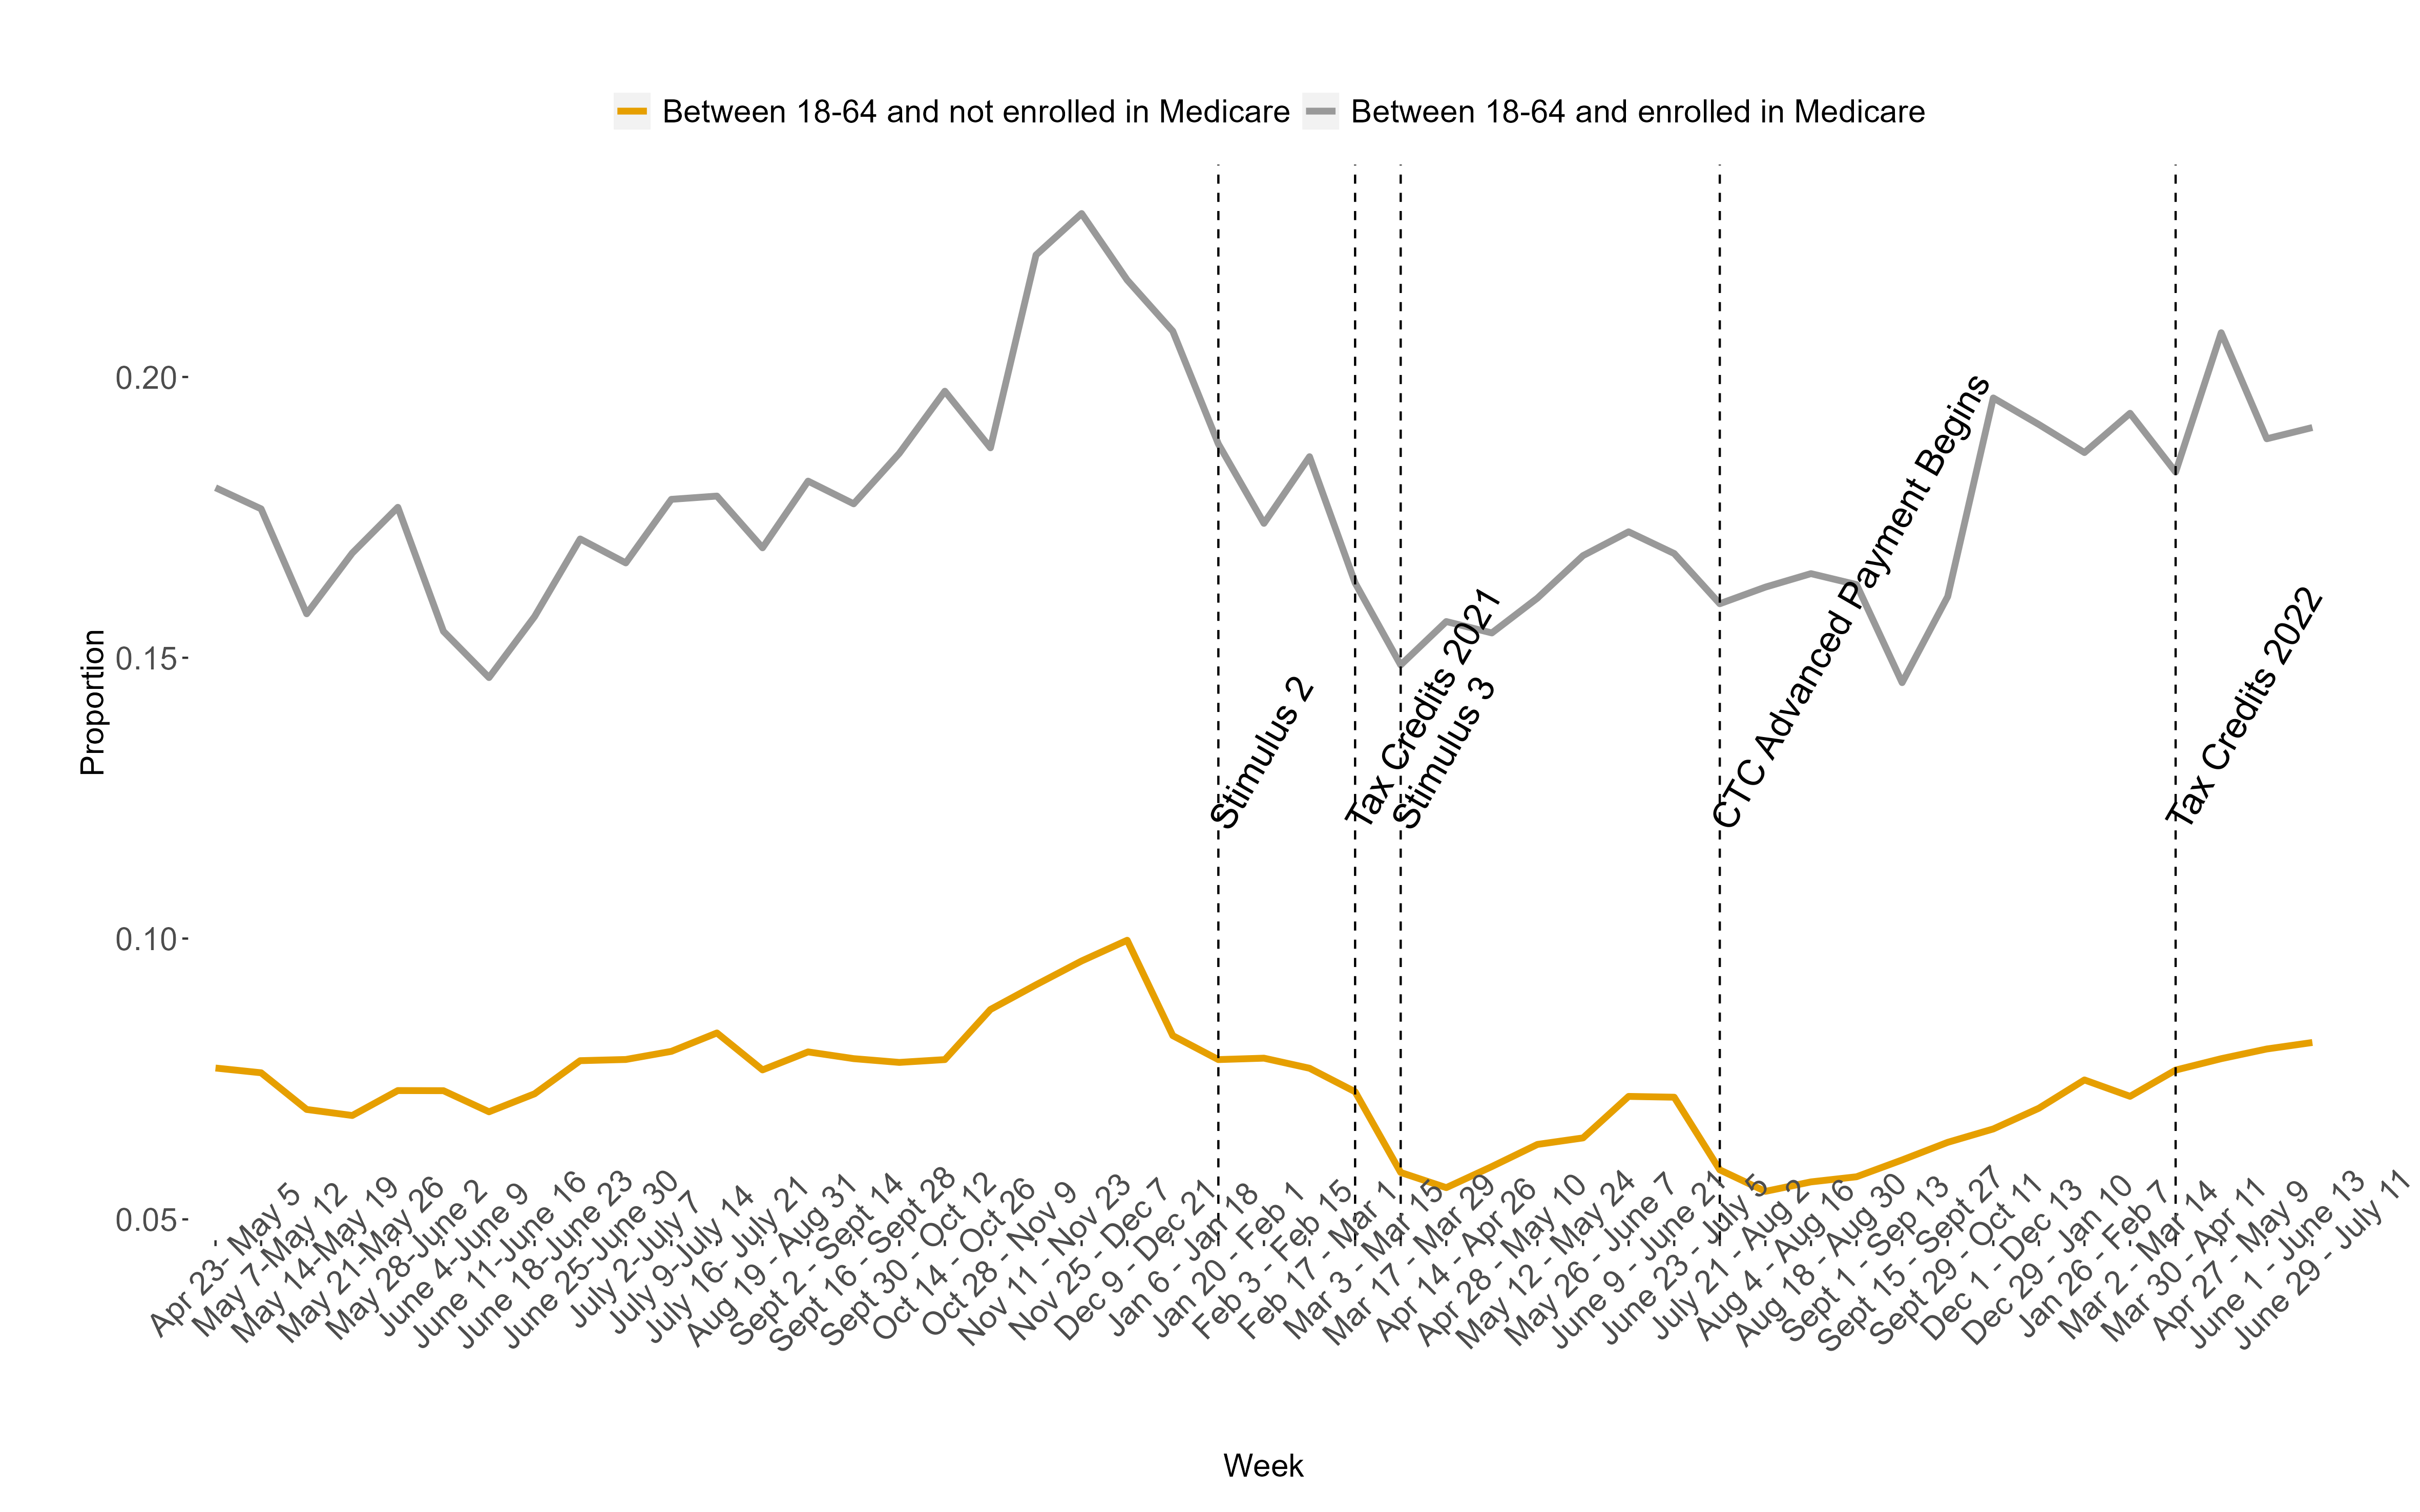 Between 18-64 and not enrolled in Medicare
Between 18-64 and enrolled in Medicare
Proportion
0.20
0.15
0.10
0.05
Stimulus 2
Tax Credits 2021
Stimulus 3
CTC Advanced Payment Begins
Tax Credits 2022
Apr 23- May 5
May 7-May 12
May 14-May 19
May 21-May 26
May 28-June 2
June 4-June 9
June 11-June 16
June 18-June 23
June 25-June 30
July 2-July 7
July 9-July 14
July 16- July 21
Aug 19 - Aug 31
Sept 2 - Sept 14
Sept 16 - Sept 28
Sept 30 - Oct 12
Oct 14 - Oct 26
Oct 28 - Nov 9
Nov 11 - Nov 23
Nov 25 - Dec 7
Dec 9 - Dec 21
Jan 6 - Jan 18
Jan 20 - Feb 1
Feb 3 - Feb 15
Feb 17 - Mar 1
Mar 3 - Mar 15
Mar 17 - Mar 29
Apr 14 - Apr 26
Apr 28 - May 10
May 12 - May 24
May 26 - June 7
June 9 - June 21
June 23 - July 5
July 21 - Aug 2
Aug 4 - Aug 16
Aug 18 - Aug 30
Sept 1 - Sep 13
Sept 15 - Sept 27
Sept 29 - Oct 11
Dec 1 - Dec 13
Dec 29 - Jan 10
Jan 26 - Feb 7
Mar 2 - Mar 14
Mar 30 - Apr 11
Apr 27 - May 9
June 1 - June 13
June 29 - July 11
Week